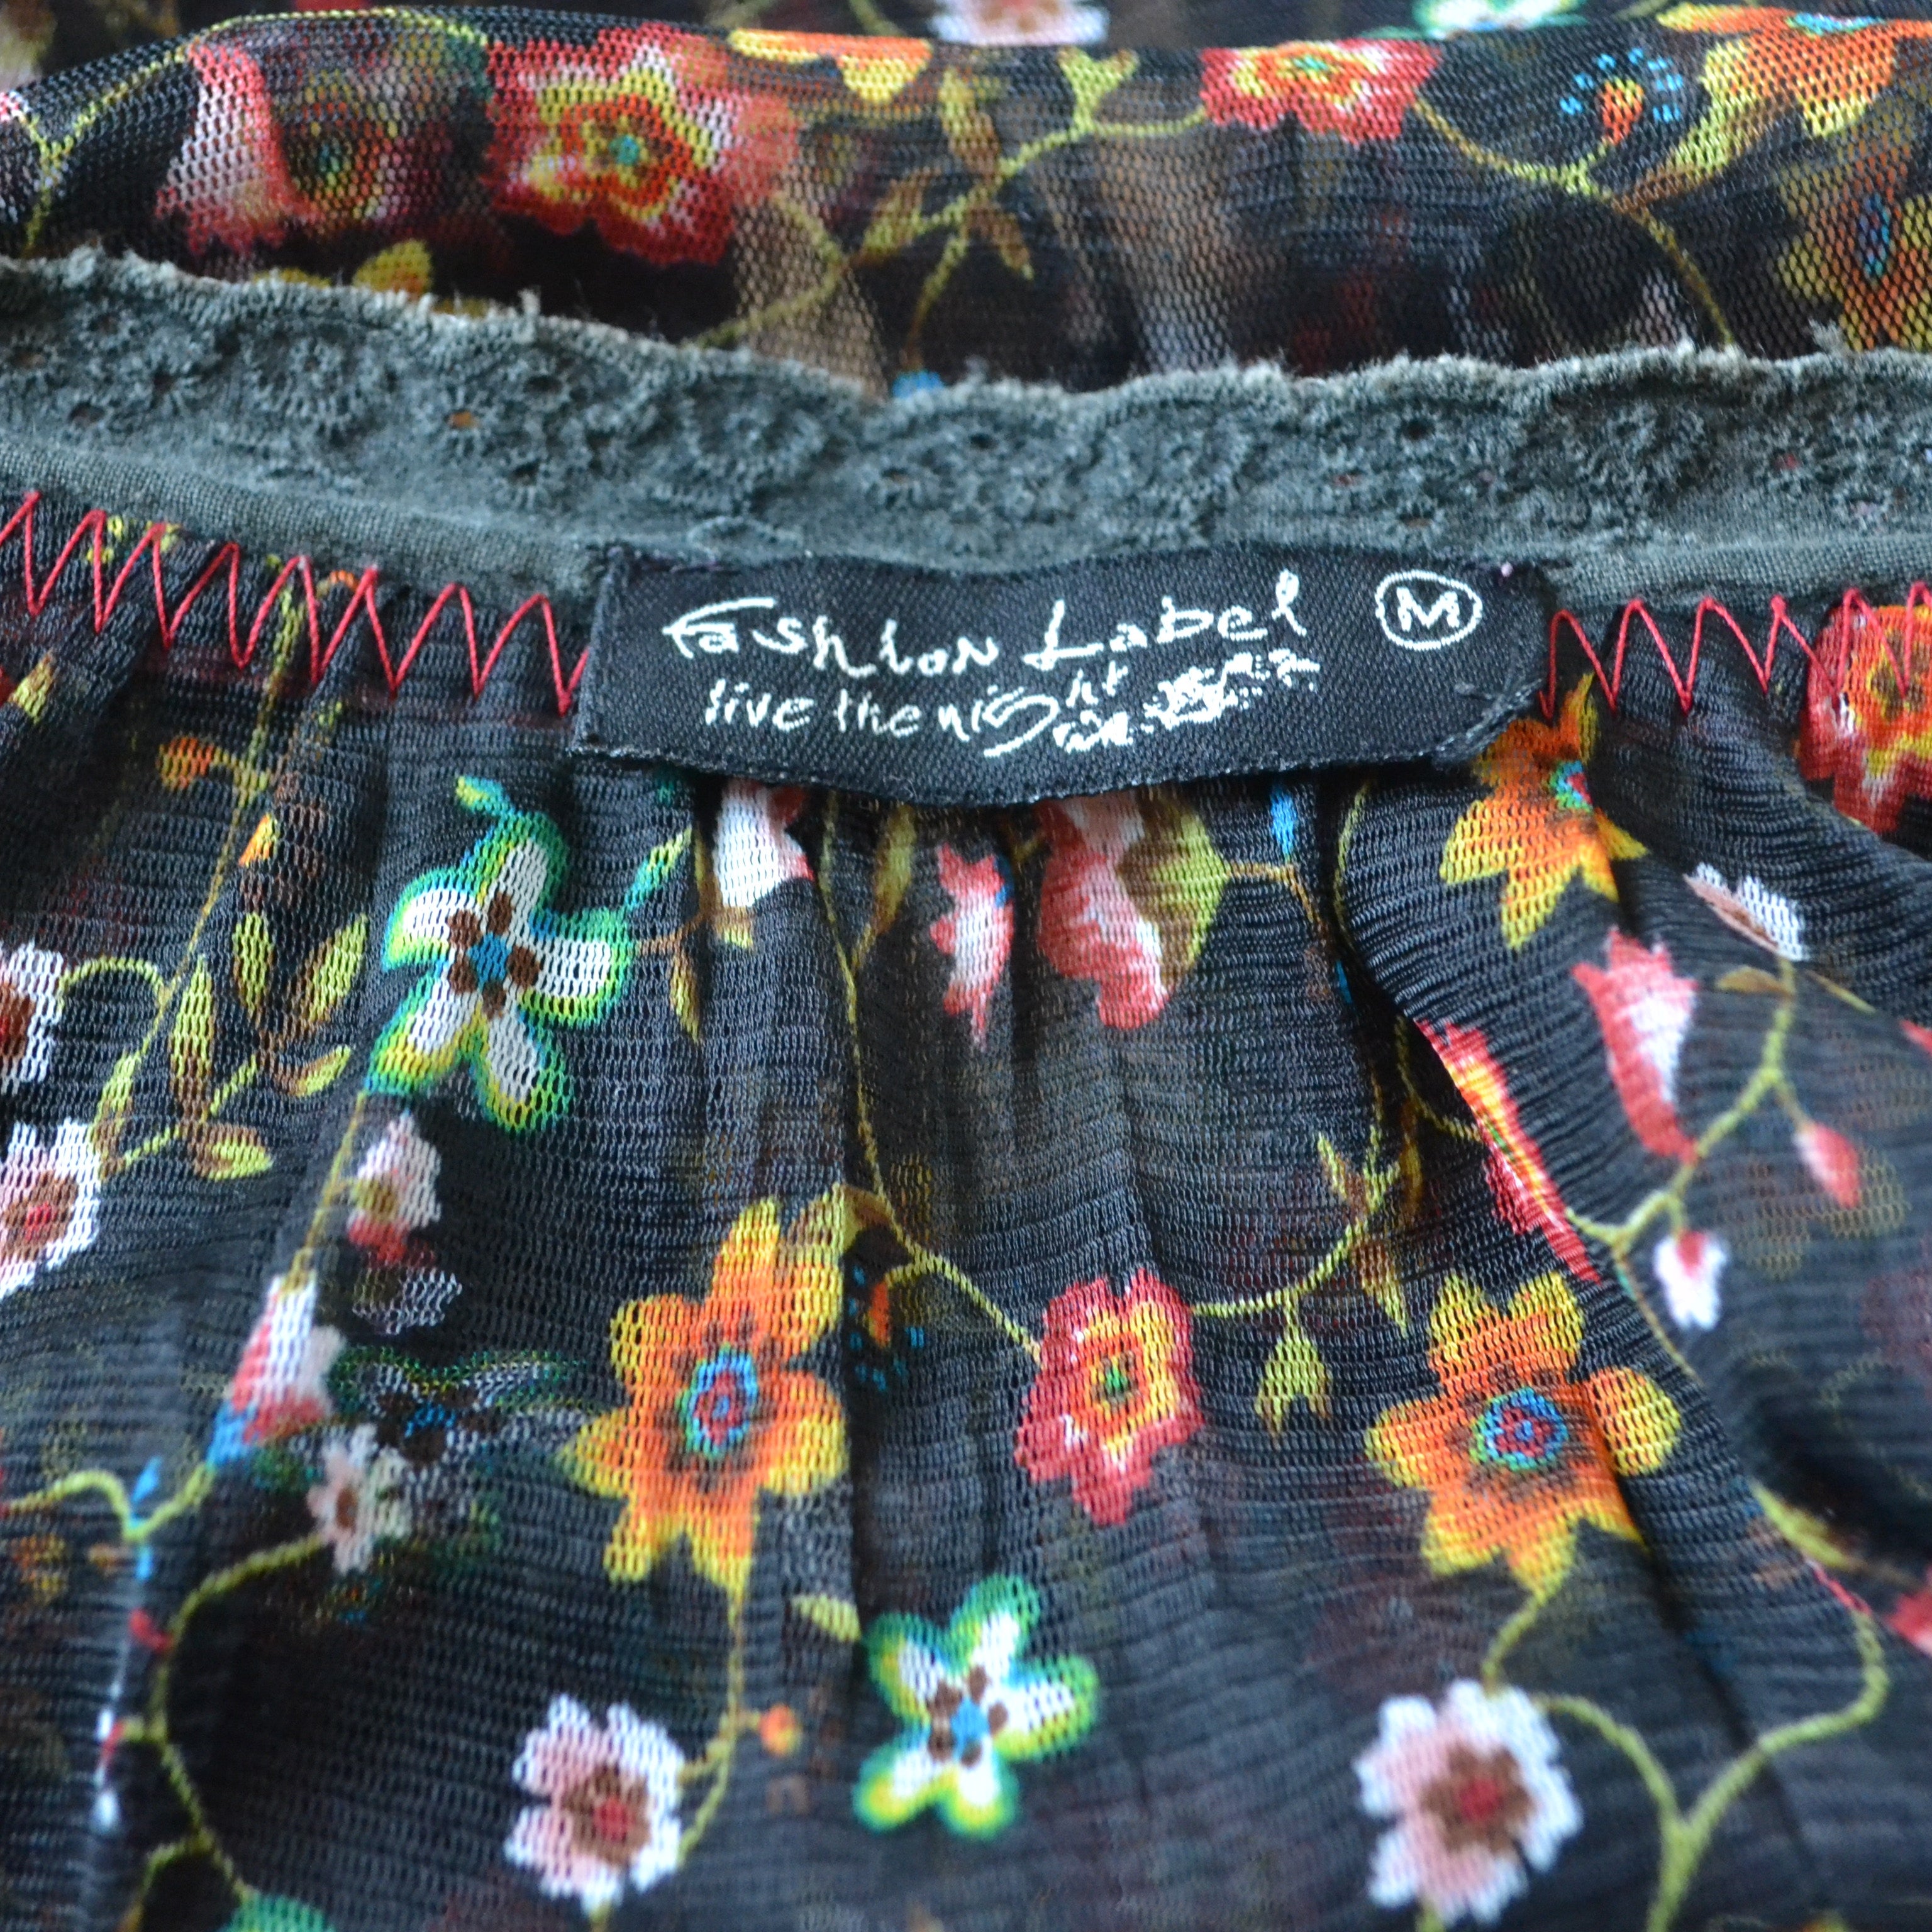 Fashion Label M
live the night